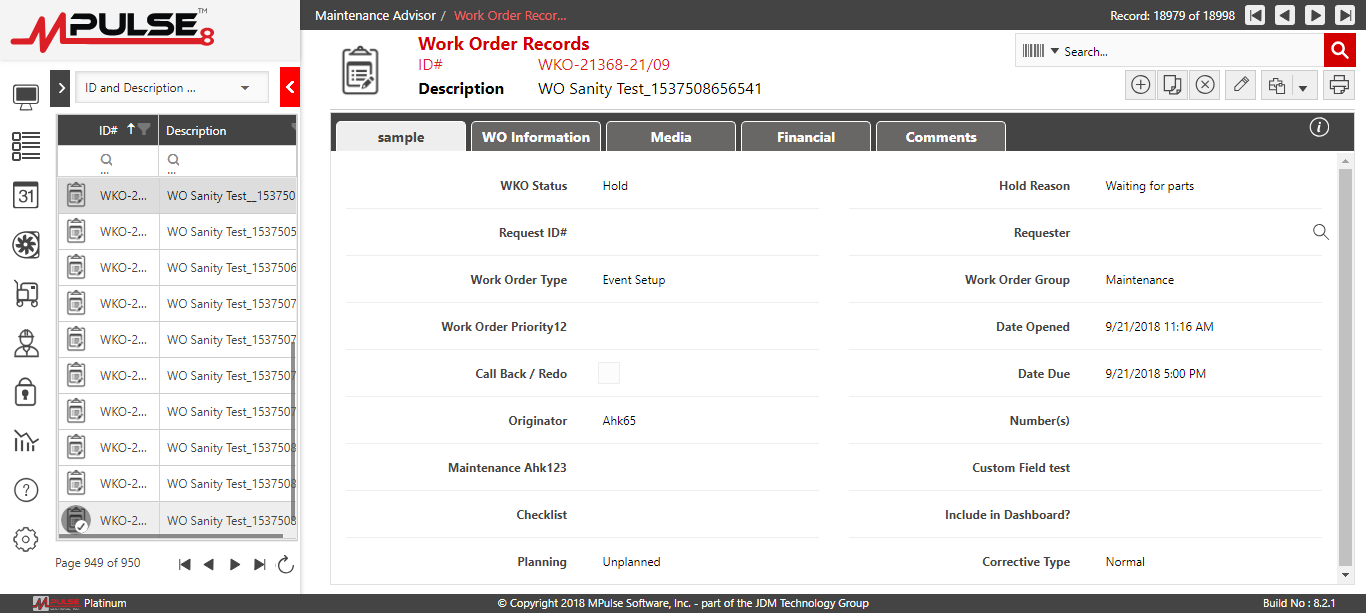 MPULSE 8 ™
Maintenance Advisor / Work Order Recor...
Record: 18979 of 18998
Work Order Records
ID# WKO-21368-21/09
Description WO Sanity Test_1537508656541
Search...
ID and Description ...
ID# Description
...
...
WKO-2... WO Sanity Test__153750
WKO-2... WO Sanity Test_1537505
WKO-2... WO Sanity Test_1537506
WKO-2... WO Sanity Test_1537507
WKO-2... WO Sanity Test_1537507
WKO-2... WO Sanity Test_1537507
WKO-2... WO Sanity Test_1537507
WKO-2... WO Sanity Test_1537508
WKO-2... WO Sanity Test_1537508
WKO-2... WO Sanity Test_1537508
Page 949 of 950
31
?
sample WO Information Media Financial Comments
i
WKO Status Hold Hold Reason Waiting for parts
Request ID# Requester
Work Order Type Event Setup Work Order Group Maintenance
Work Order Priority12 Date Opened 9/21/2018 11:16 AM
Call Back / Redo Date Due 9/21/2018 5:00 PM
Originator Ahk65 Number(s)
Maintenance Ahk123 Custom Field test
Checklist Include in Dashboard?
Planning Unplanned Corrective Type Normal
MPULSE Platinum
© Copyright 2018 MPulse Software, Inc. - part of the JDM Technology Group
Build No : 8.2.1